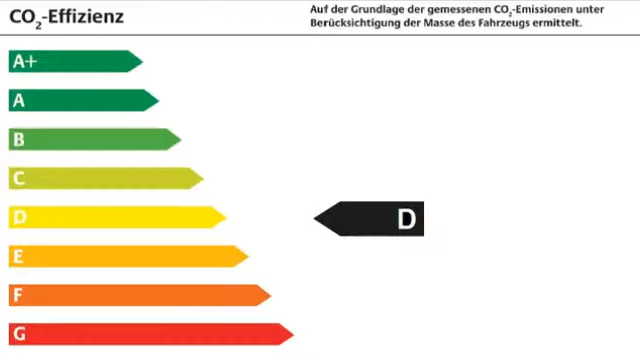 CO₂-Effizienz
Auf der Grundlage der gemessenen CO₂-Emissionen unter
Berücksichtigung der Masse des Fahrzeugs ermittelt.
A+
A
B
C
D
D
E
F
G